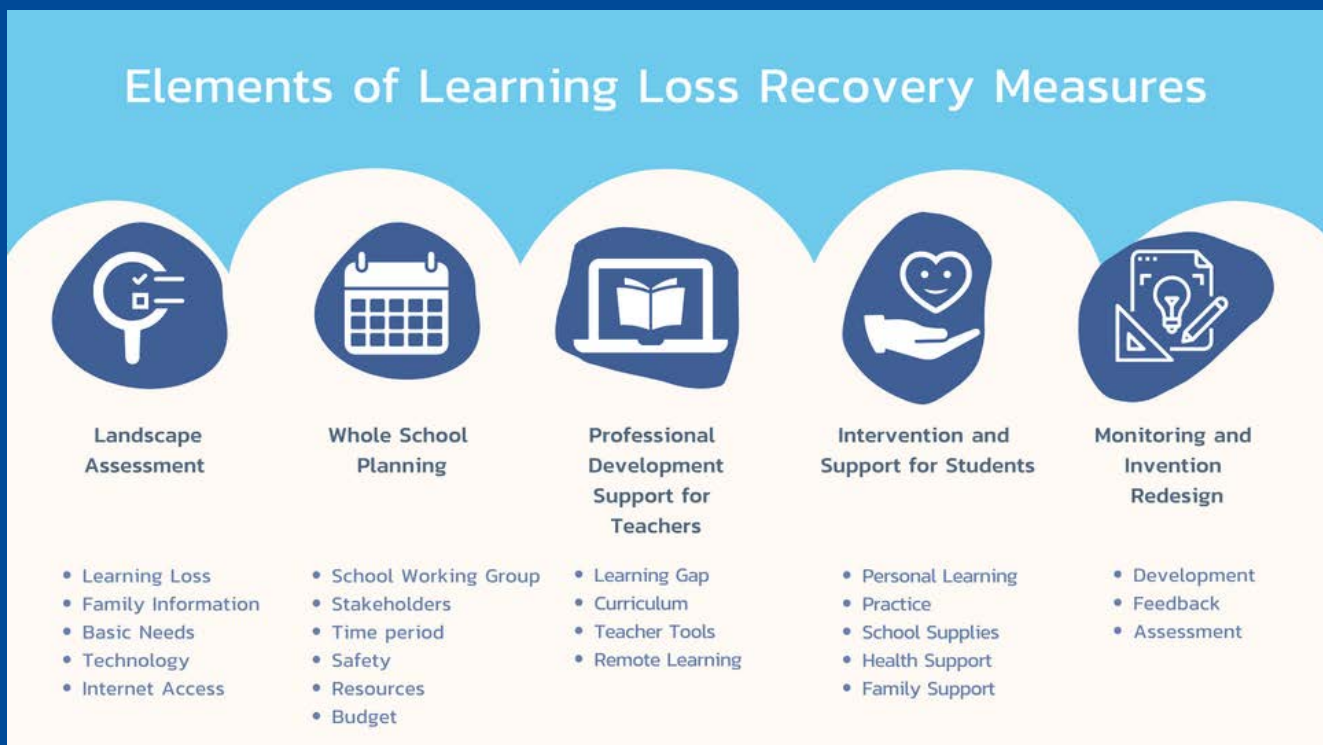 Elements of Learning Loss Recovery Measures
Landscape
Assessment
• Learning Loss
• Family Information
• Basic Needs
• Technology
• Internet Access
Whole School
Planning
• School Working Group
• Stakeholders
• Time period
• Safety
• Resources
• Budget
Professional
Development
Support for
Teachers
• Learning Gap
• Curriculum
• Teacher Tools
• Remote Learning
Intervention and
Support for Students
• Personal Learning
• Practice
• School Supplies
• Health Support
• Family Support
Monitoring and
Invention
Redesign
• Development
• Feedback
• Assessment